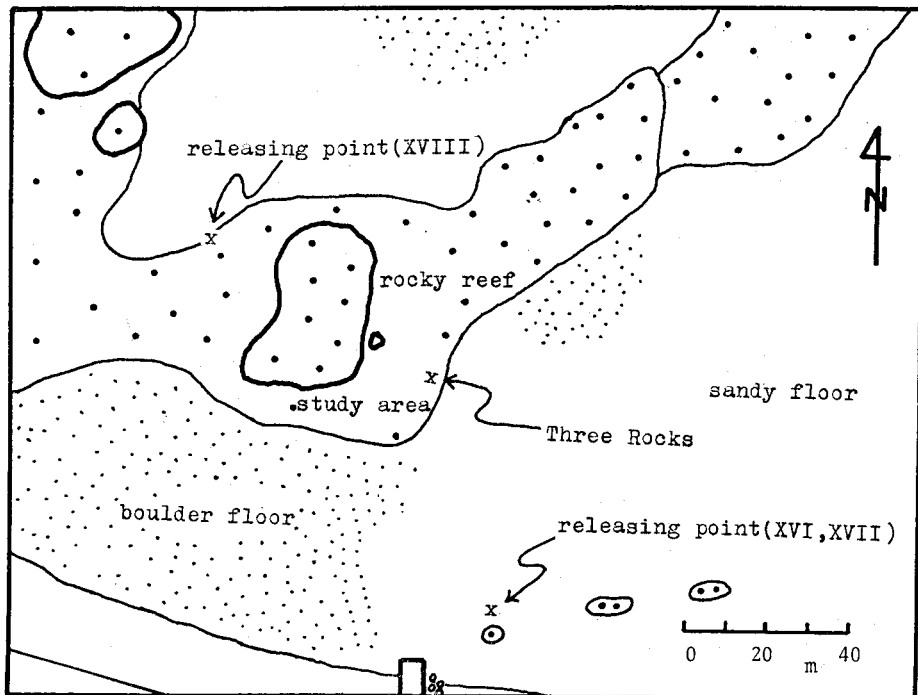 releasing point(XVIII)
N
rocky reef
sandy floor
.study area
Three Rocks
boulder floor
releasing point(XVI,XVII)
x
x
x
0 20 40
m